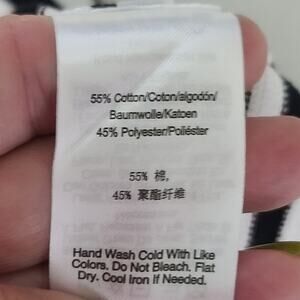 55% Cotton/Coton/algodón/
Baumwolle/Katoen
45% Polyester/Poliéster
55% 棉,
45% 聚酯纤维
Hand Wash Cold With Like
Colors. Do Not Bleach. Flat
Dry. Cool Iron If Needed.